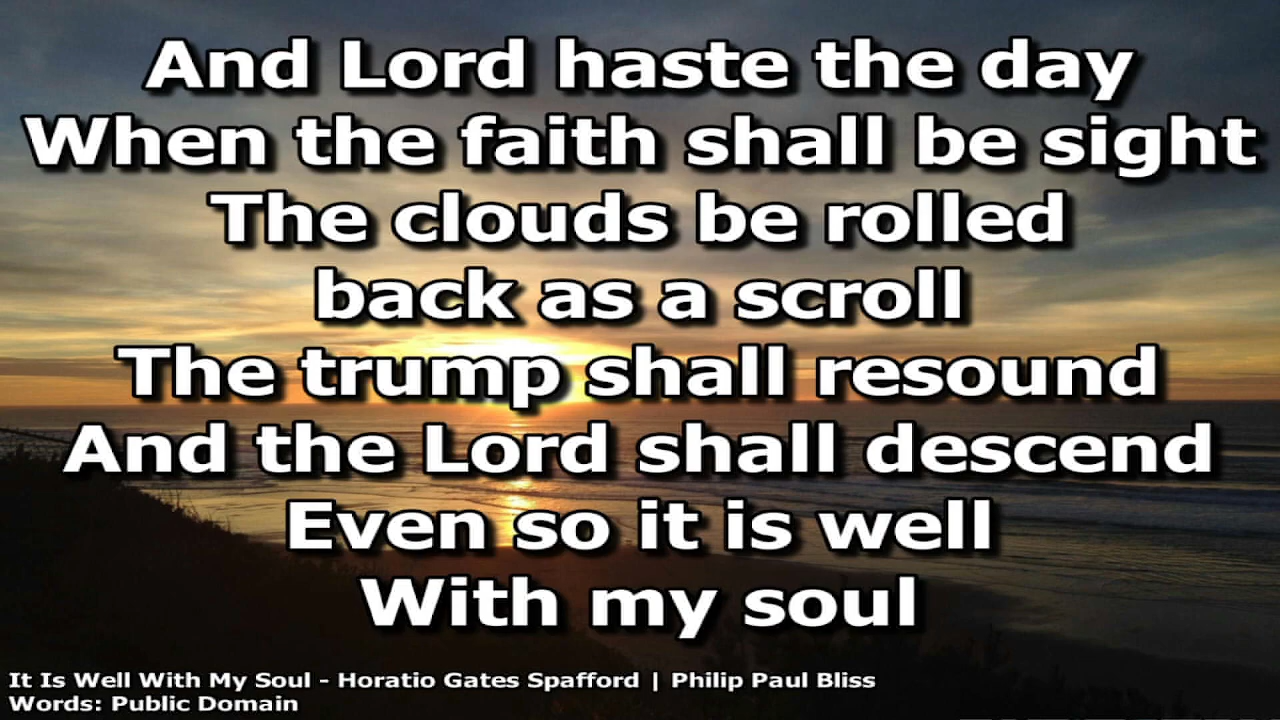 And Lord haste the day
When the faith shall be sight
The clouds be rolled
back as a scroll
The trump shall resound
And the Lord shall descend
Even so it is well
With my soul
It Is Well With My Soul - Horatio Gates Spafford | Philip Paul Bliss
Words: Public Domain